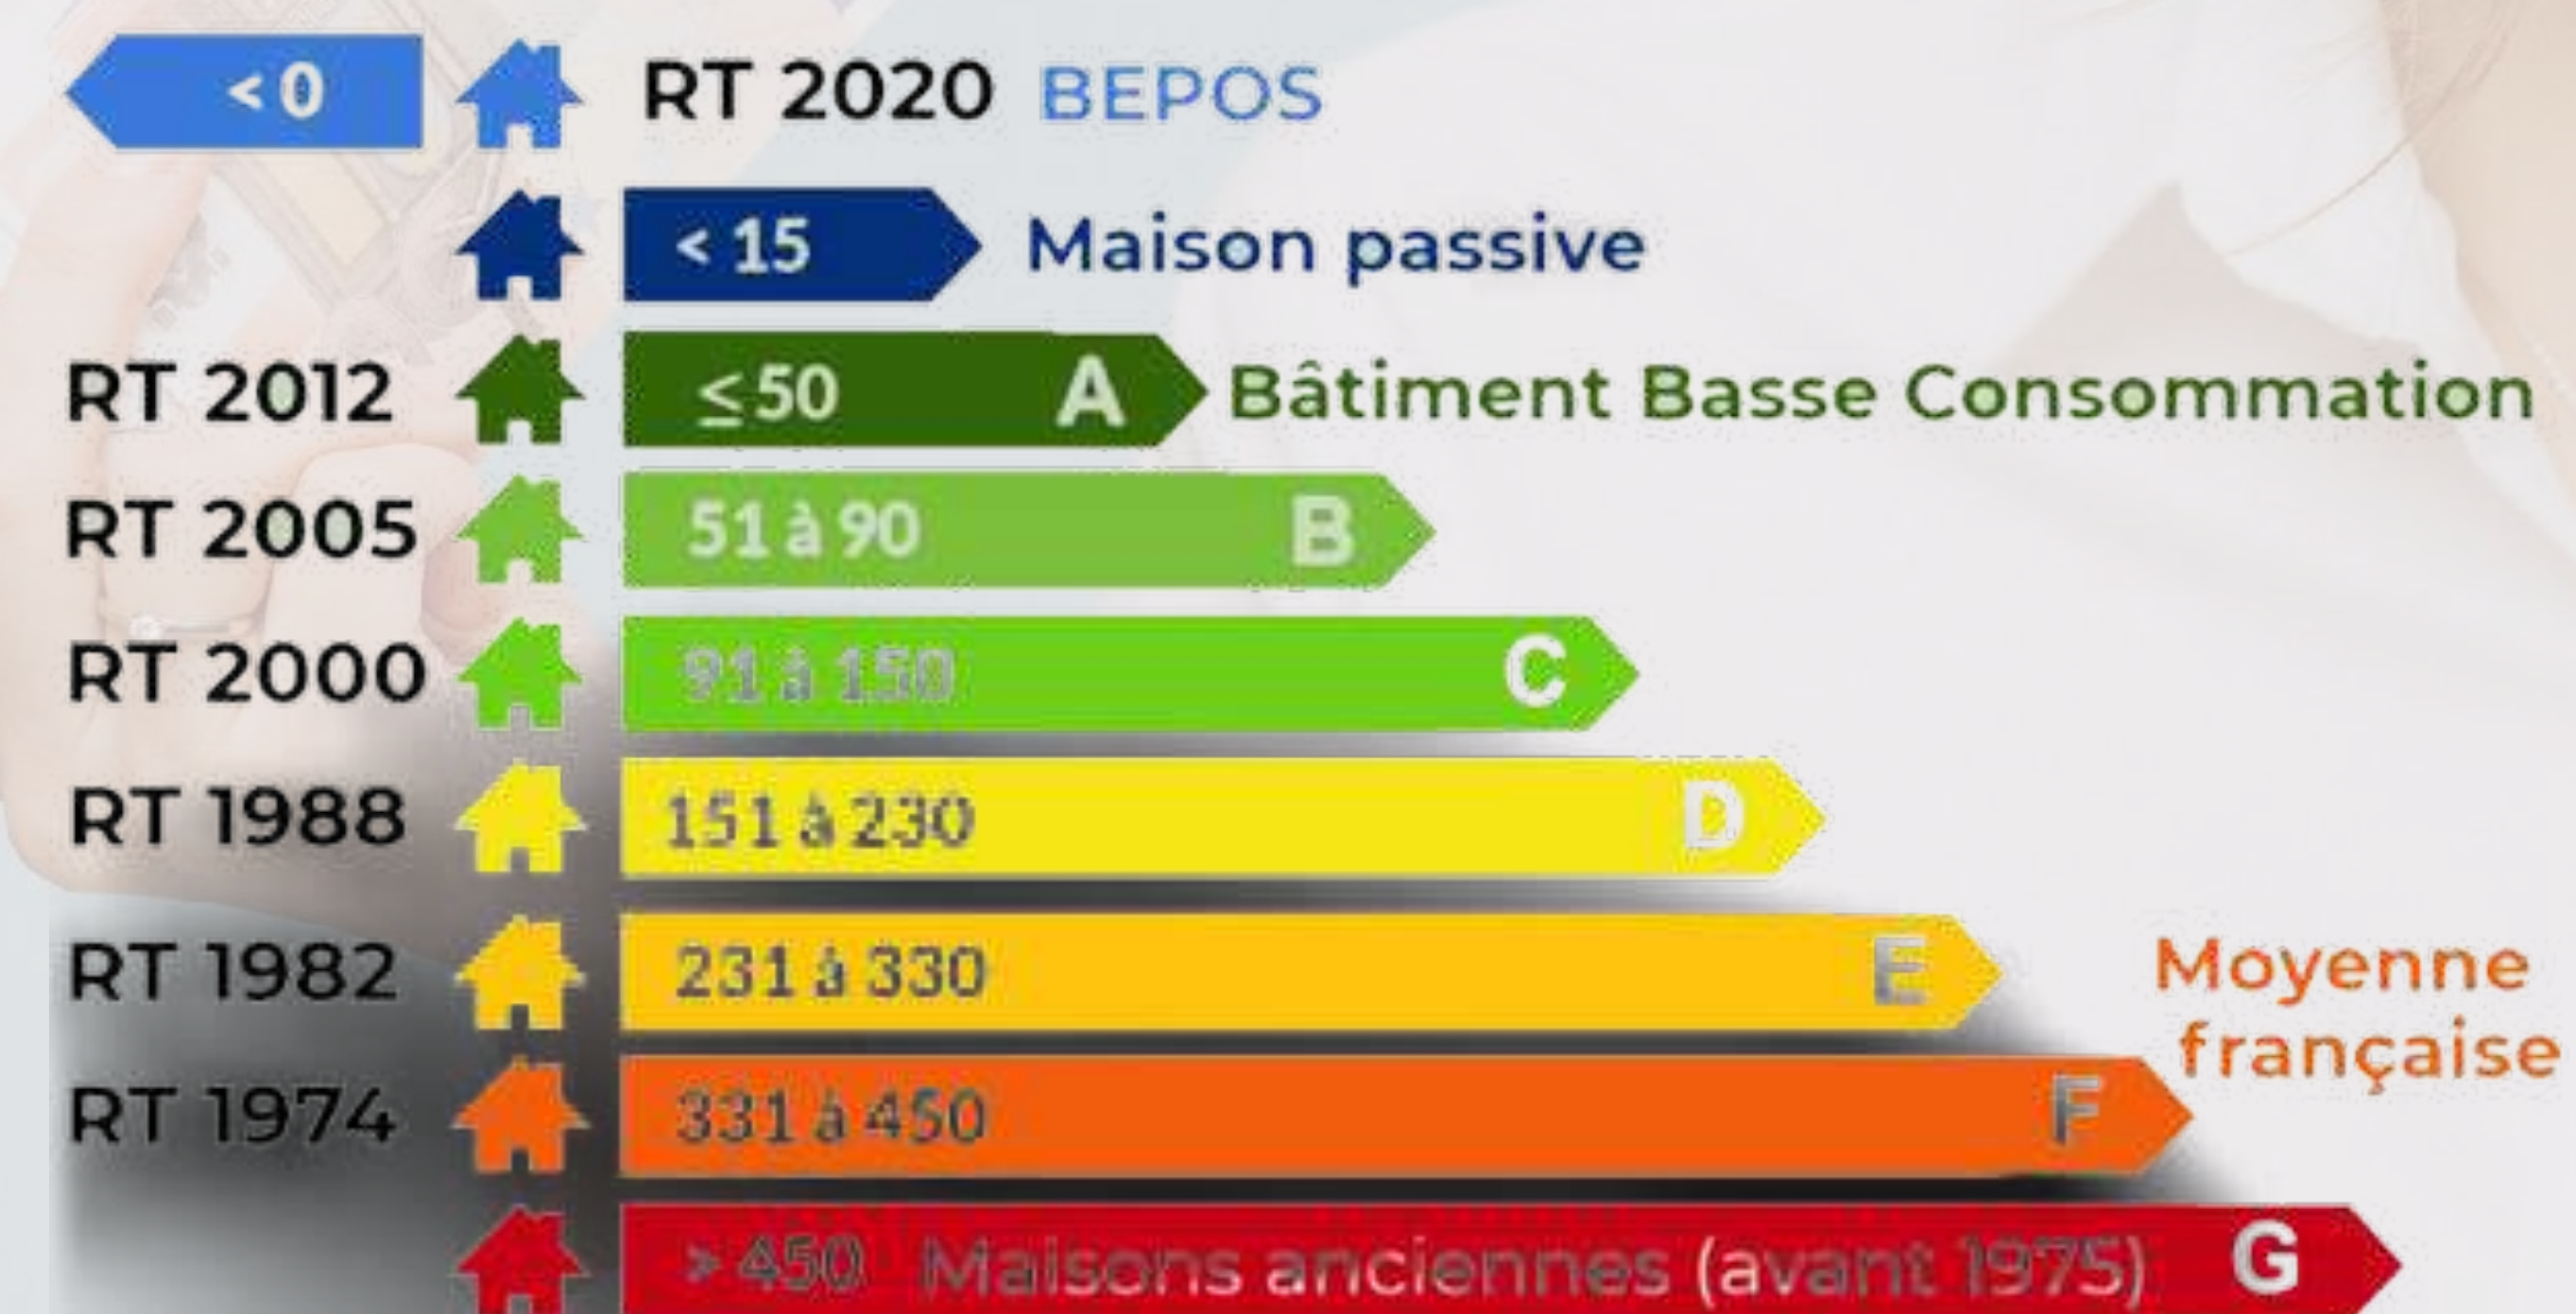 < 0 RT 2020 BEPOS
< 15 Maison passive
RT 2012 ≤ 50 A Bâtiment Basse Consommation
RT 2005 51 à 90 B
RT 2000 91 à 150 C
RT 1988 151 à 230 D
RT 1982 231 à 330 E
Moyenne
française
RT 1974 331 à 450 F
> 450 Maisons anciennes (avant 1975) G